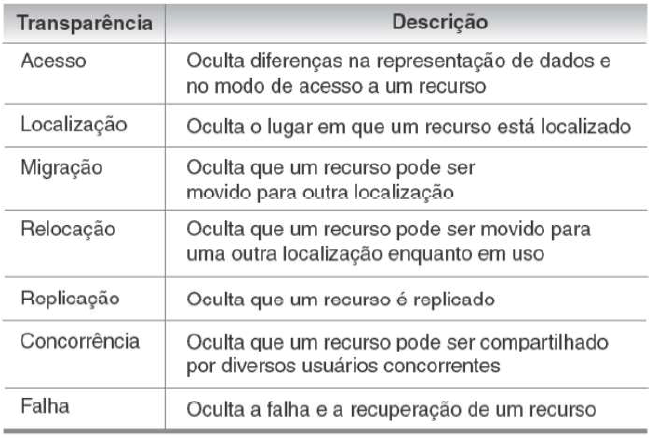 Transparência Descrição
Acesso Oculta diferenças na representação de dados e
no modo de acesso a um recurso
Localização Oculta o lugar em que um recurso está localizado
Migração Oculta que um recurso pode ser
movido para outra localização
Relocação Oculta que um recurso pode ser movido para
uma outra localização enquanto em uso
Replicação Oculta que um recurso é replicado
Concorrência Oculta que um recurso pode ser compartilhado
por diversos usuários concorrentes
Falha Oculta a falha e a recuperação de um recurso